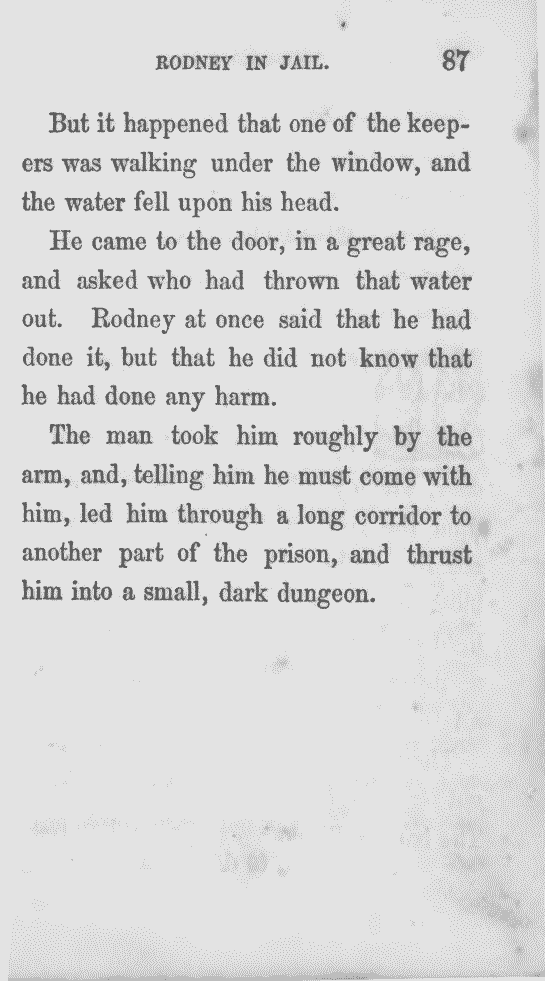 RODNEY IN JAIL. 87
But it happened that one of the keep-
ers was walking under the window, and
the water fell upon his head.
He came to the door, in a great rage,
and asked who had thrown that water
out. Rodney at once said that he had
done it, but that he did not know that
he had done any harm.
The man took him roughly by the
arm, and, telling him he must come with
him, led him through a long corridor to
another part of the prison, and thrust
him into a small, dark dungeon.